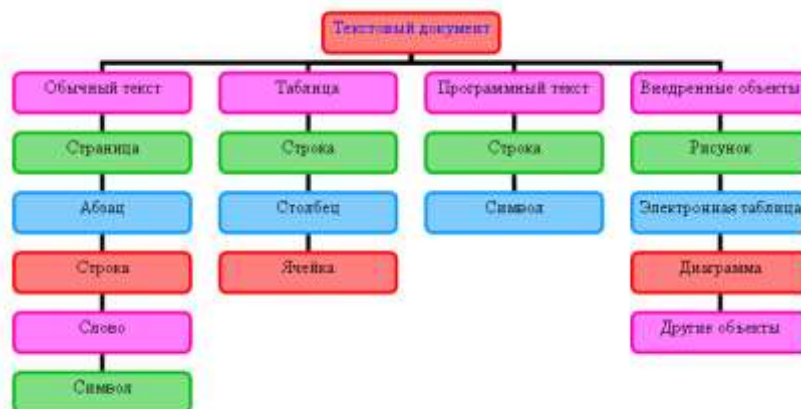 Текстовый документ
Обычный текст
Таблица
Программный текст
Внедренные объекты
Страница
Строка
Строка
Рисунок
Абзац
Столбец
Символ
Электронная таблица
Строка
Ячейка
Диаграмма
Слово
Другие объекты
Символ